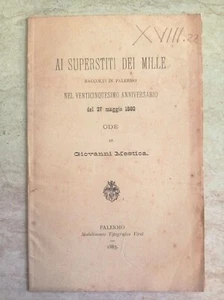 XVIII.22
AI SUPERSTITI DEI MILLE
RACCOLTI IN PALERMO
NEL VENTICINQUESIMO ANNIVERSARIO
del 27 maggio 1860
ODE
DI
Giovanni Mestica
PALERMO
Stabilimento Tipografico Virzì
1885